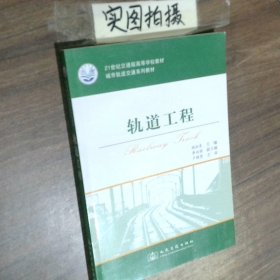 实图拍摄
21世纪交通版高等学校教材
城市轨道交通系列教材
轨道工程
Railway Track
人民交通出版社